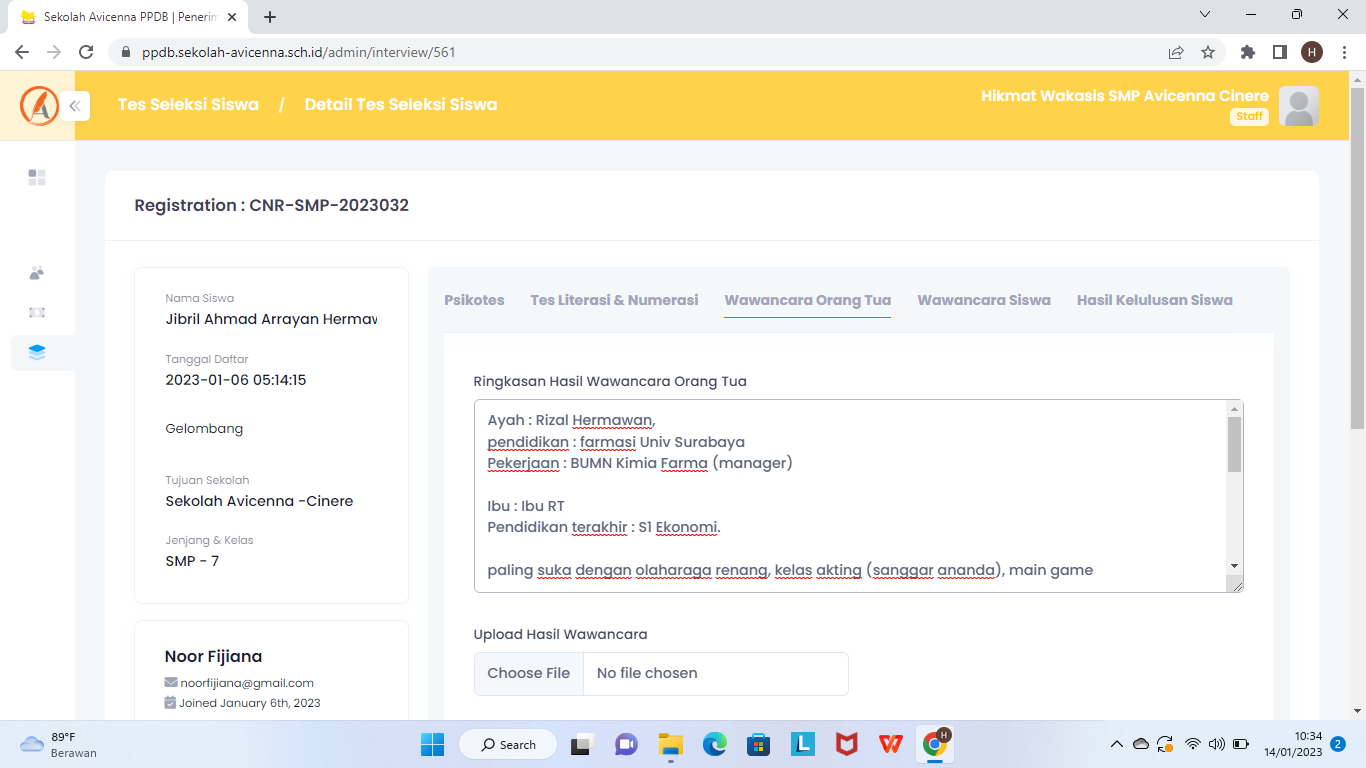 Sekolah Avicenna PPDB | Penerim
ppdb.sekolah-avicenna.sch.id/admin/interview/561
H
Tes Seleksi Siswa / Detail Tes Seleksi Siswa
Hikmat Wakasis SMP Avicenna Cinere
Staff
Registration : CNR-SMP-2023032
Nama Siswa
Jibril Ahmad Arrayan Hermaw
Tanggal Daftar
2023-01-06 05:14:15
Gelombang
Tujuan Sekolah
Sekolah Avicenna -Cinere
Jenjang & Kelas
SMP - 7
Noor Fijiana
noorfijiana@gmail.com
Joined January 6th, 2023
Psikotes Tes Literasi & Numerasi Wawancara Orang Tua Wawancara Siswa Hasil Kelulusan Siswa
Ringkasan Hasil Wawancara Orang Tua
Ayah : Rizal Hermawan,
pendidikan : farmasi Univ Surabaya
Pekerjaan : BUMN Kimia Farma (manager)
Ibu : Ibu RT
Pendidikan terakhir : S1 Ekonomi.
paling suka dengan olaharaga renang, kelas akting (sanggar ananda), main game
Upload Hasil Wawancara
Choose File No file chosen
89°F
Berawan
Search
10:34
14/01/2023
2